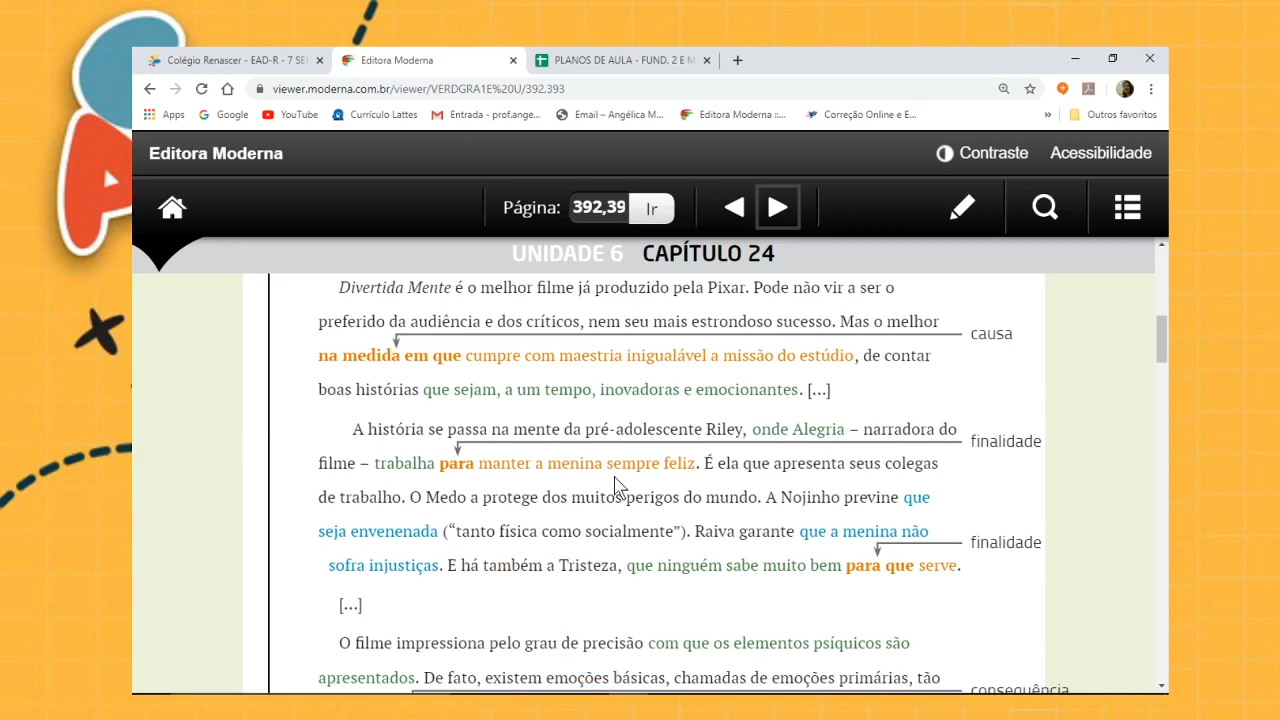 Colégio Renascer - EAD-R - 7 SÉ
Editora Moderna
PLANOS DE AULA - FUND. 2 E M
viewer.moderna.com.br/viewer/VERDGRA1E%20U/392,393
Apps
Google
YouTube
Currículo Lattes
Entrada - prof.ange...
Email – Angélica M...
Editora Moderna ::...
Correção Online e E...
»
Outros favoritos
Editora Moderna
Contraste
Acessibilidade
Página: 392,39 Ir
UNIDADE 6 CAPÍTULO 24
Divertida Mente é o melhor filme já produzido pela Pixar. Pode não vir a ser o
preferido da audiência e dos críticos, nem seu mais estrondoso sucesso. Mas o melhor
causa
na medida em que cumpre com maestria inigualável a missão do estúdio, de contar
boas histórias que sejam, a um tempo, inovadoras e emocionantes. [...]
A história se passa na mente da pré-adolescente Riley, onde Alegria – narradora do
finalidade
filme – trabalha para manter a menina sempre feliz. É ela que apresenta seus colegas
de trabalho. O Medo a protege dos muitos perigos do mundo. A Nojinho previne que
seja envenenada (“tanto física como socialmente”). Raiva garante que a menina não
finalidade
sofra injustiças. E há também a Tristeza, que ninguém sabe muito bem para que serve.
[...]
O filme impressiona pelo grau de precisão com que os elementos psíquicos são
apresentados. De fato, existem emoções básicas, chamadas de emoções primárias, tão
consequência